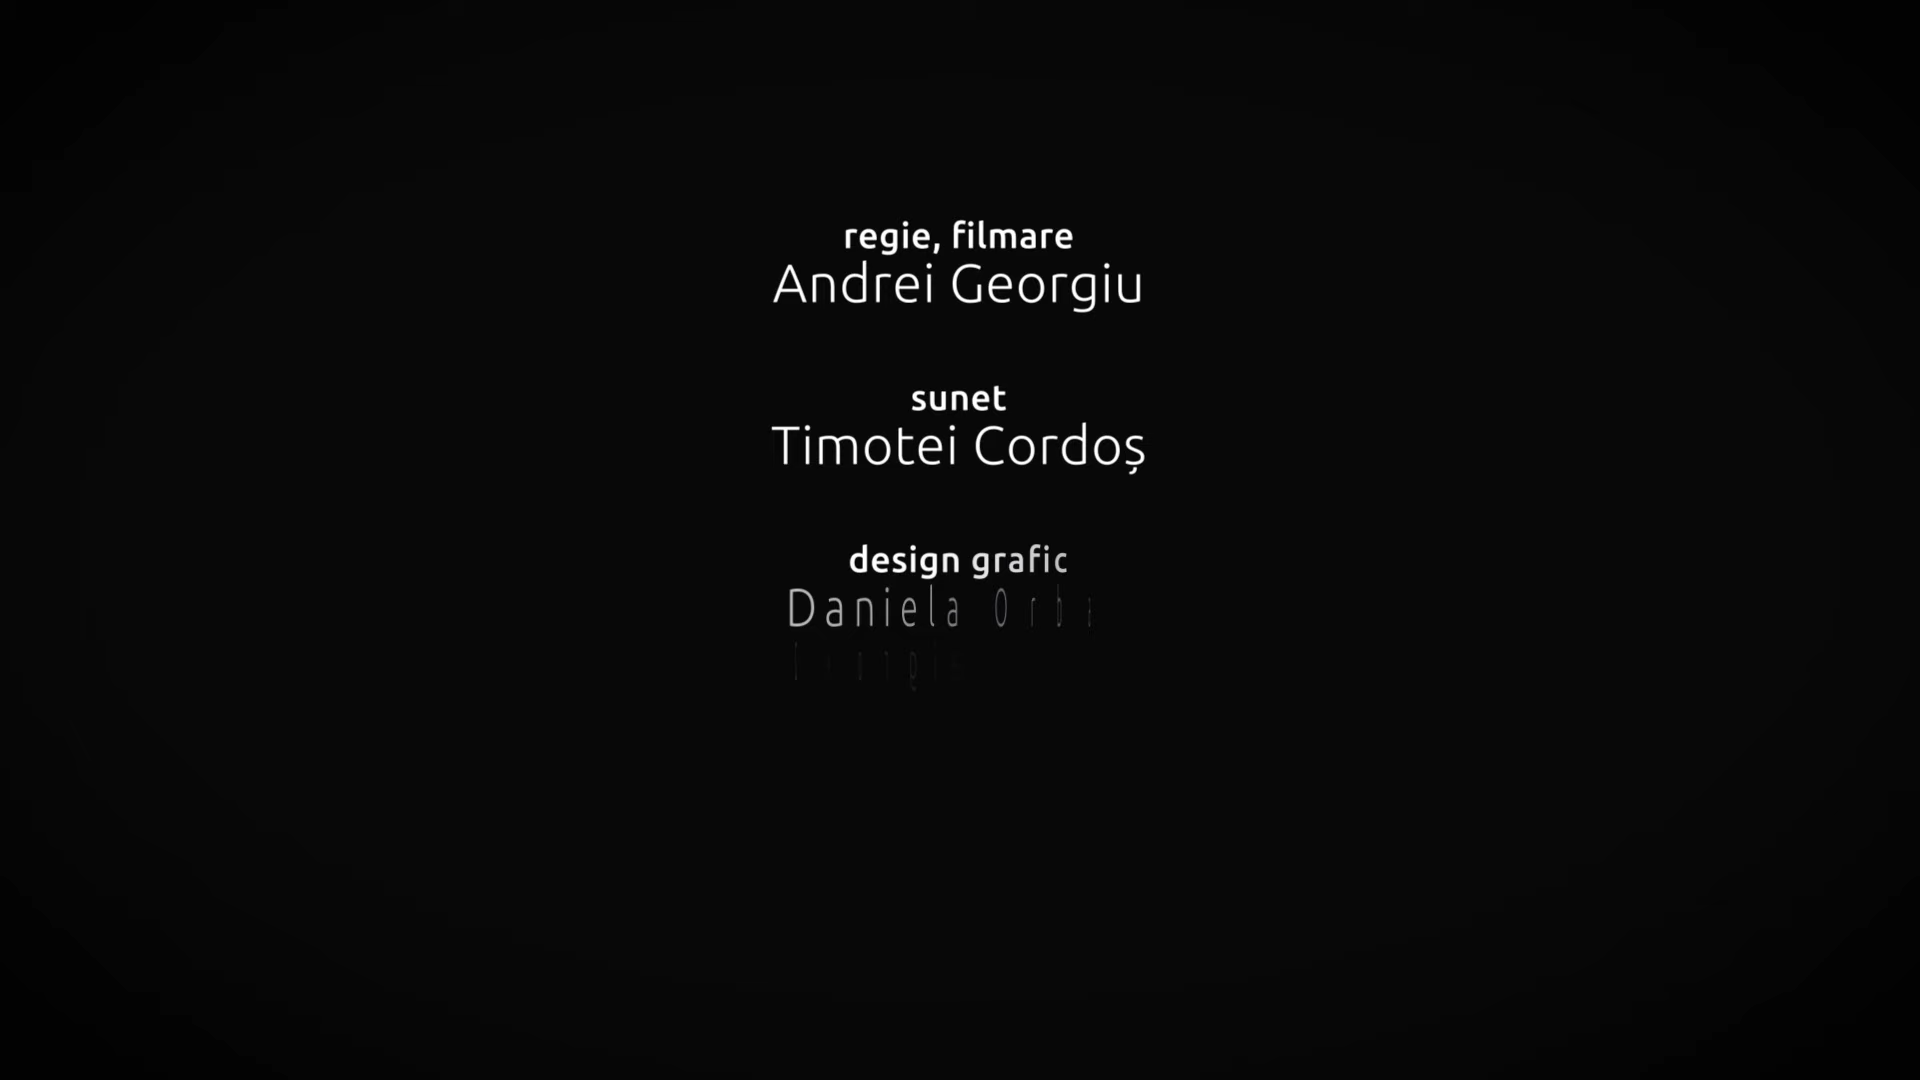 regie, filmare
Andrei Georgiu
sunet
Timotei Cordoș
design grafic
Daniela